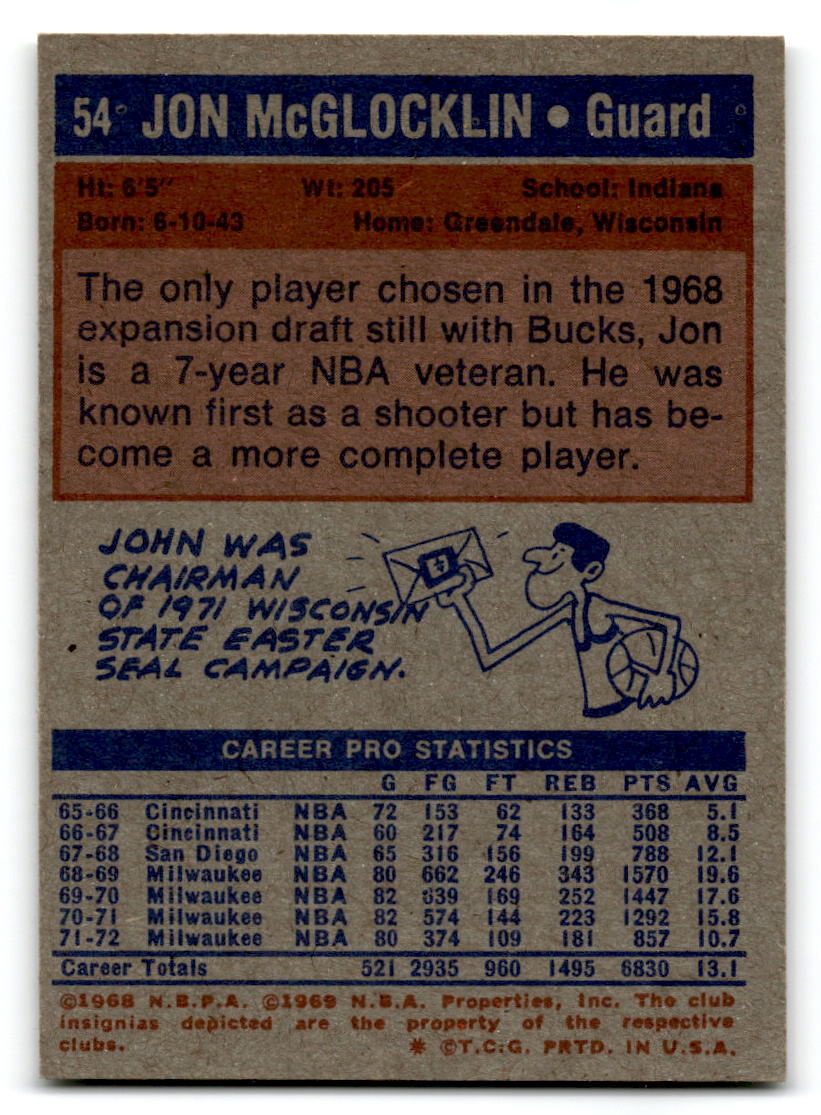 54 JON McGLOCKLIN • Guard
Ht: 6'5" Wt: 205 School: Indiana
Born: 6-10-43 Home: Greendale, Wisconsin
The only player chosen in the 1968
expansion draft still with Bucks, Jon
is a 7-year NBA veteran. He was
known first as a shooter but has be-
come a more complete player.
JOHN WAS
CHAIRMAN
OF 1971 WISCONSIN
STATE EASTER
SEAL CAMPAIGN.
CAREER PRO STATISTICS
G FG FT REB PTS AVG
65-66 Cincinnati NBA 72 153 62 133 368 5.1
66-67 Cincinnati NBA 60 217 74 164 508 8.5
67-68 San Diego NBA 65 316 156 199 788 12.1
68-69 Milwaukee NBA 80 662 246 343 1570 19.6
69-70 Milwaukee NBA 82 639 169 252 1447 17.6
70-71 Milwaukee NBA 82 574 144 223 1292 15.8
71-72 Milwaukee NBA 80 374 109 181 857 10.7
Career Totals 521 2935 960 1495 6830 13.1
©1968 N.B.P.A. ©1969 N.B.A. Properties, Inc. The club
insignias depicted are the property of the respective
clubs. * ©T.C.G. PRTD. IN U.S.A.